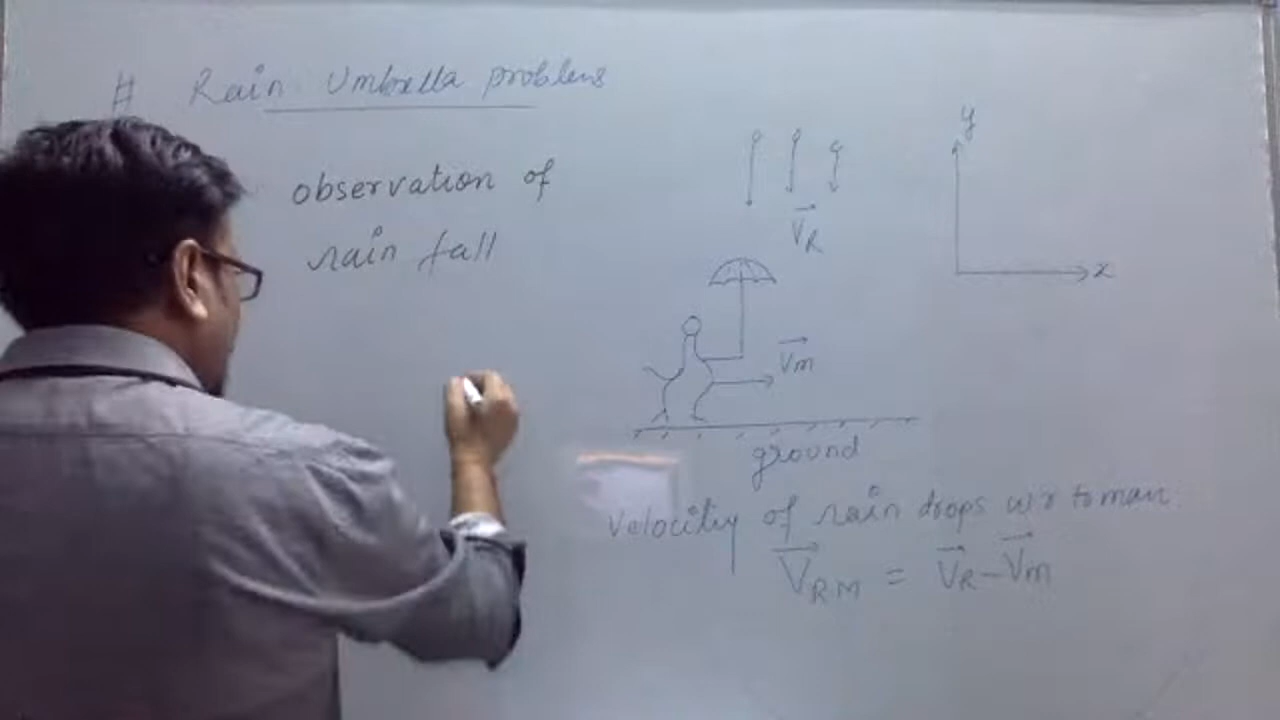 # Rain Umbrella problems
observation of
rain fall
y
x
V⃗R
V⃗m
ground
velocity of rain drops w r to man
V⃗RM = V⃗R - V⃗m